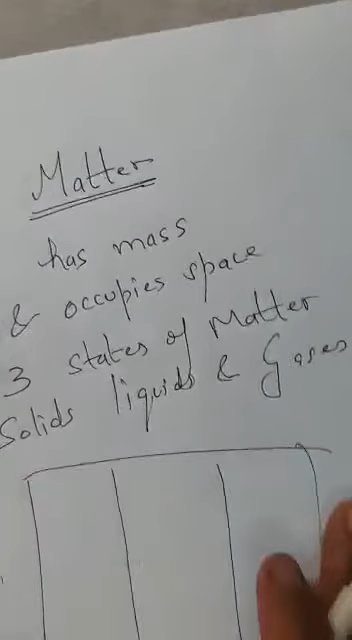 Matter
has mass
& occupies space
3 states of Matter
Solids liquids & Gases